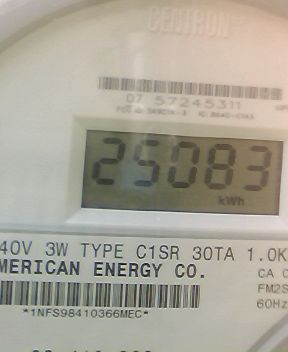 CENTRON
07 57245311
25083
kWh
40V 3W TYPE C1SR 30TA 1.0K
MERICAN ENERGY CO.
CA 0
FM2S
60Hz
*1NFS98410366MEC*